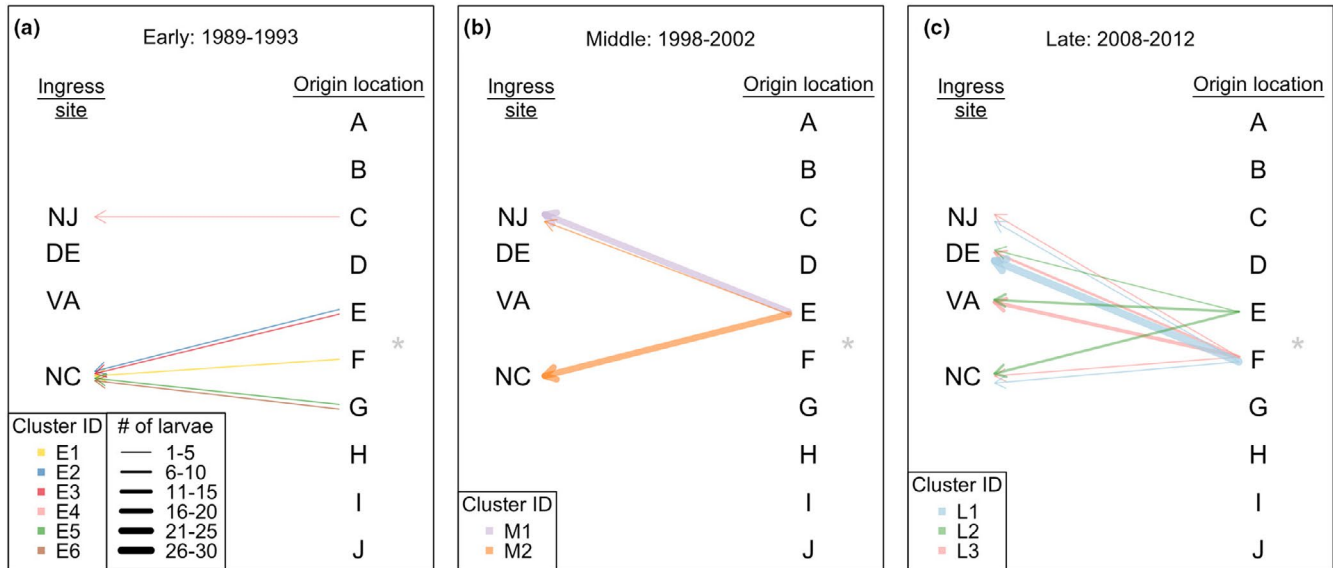 (a)
Early: 1989-1993
Ingress
site
Origin location
A
B
C
D
E
F
G
H
I
J
NJ
DE
VA
NC
*
Cluster ID
E1
E2
E3
E4
E5
E6
# of larvae
1-5
6-10
11-15
16-20
21-25
26-30
(b)
Middle: 1998-2002
Ingress
site
Origin location
A
B
C
D
E
F
G
H
I
J
NJ
DE
VA
NC
*
Cluster ID
M1
M2
(c)
Late: 2008-2012
Ingress
site
Origin location
A
B
C
D
E
F
G
H
I
J
NJ
DE
VA
NC
*
Cluster ID
L1
L2
L3